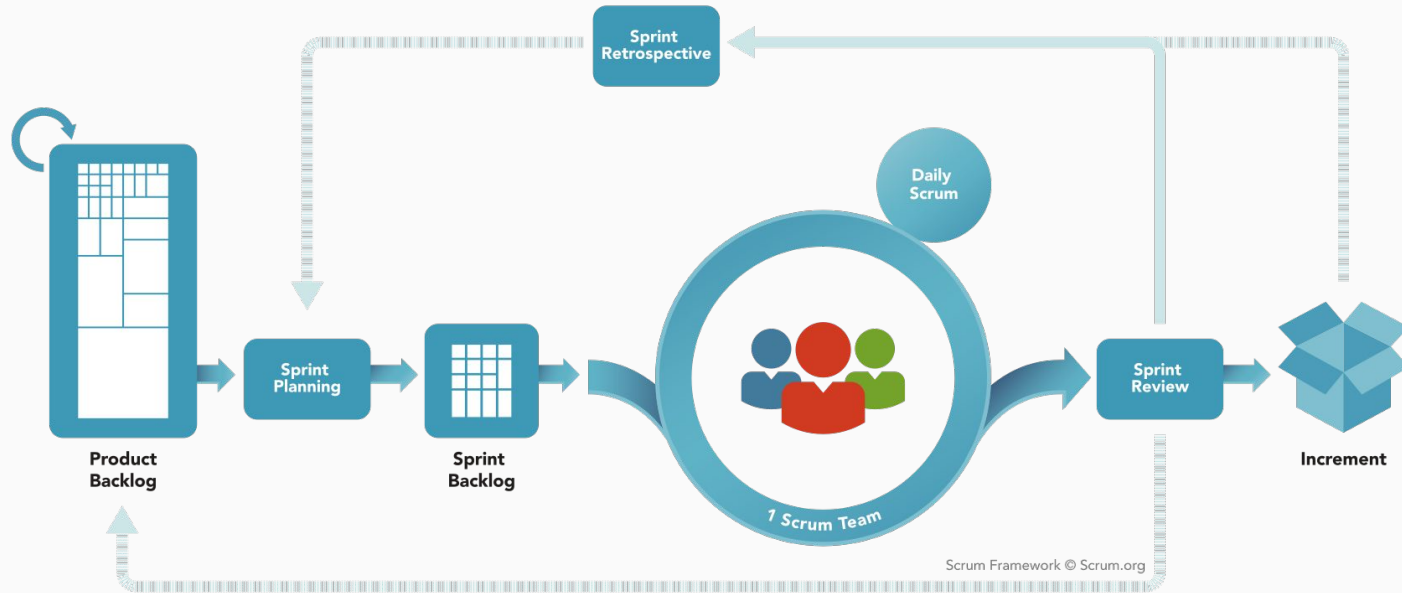 Sprint
Retrospective
Daily
Scrum
Sprint
Planning
Sprint
Review
Product
Backlog
Sprint
Backlog
1 Scrum Team
Increment
Scrum Framework © Scrum.org